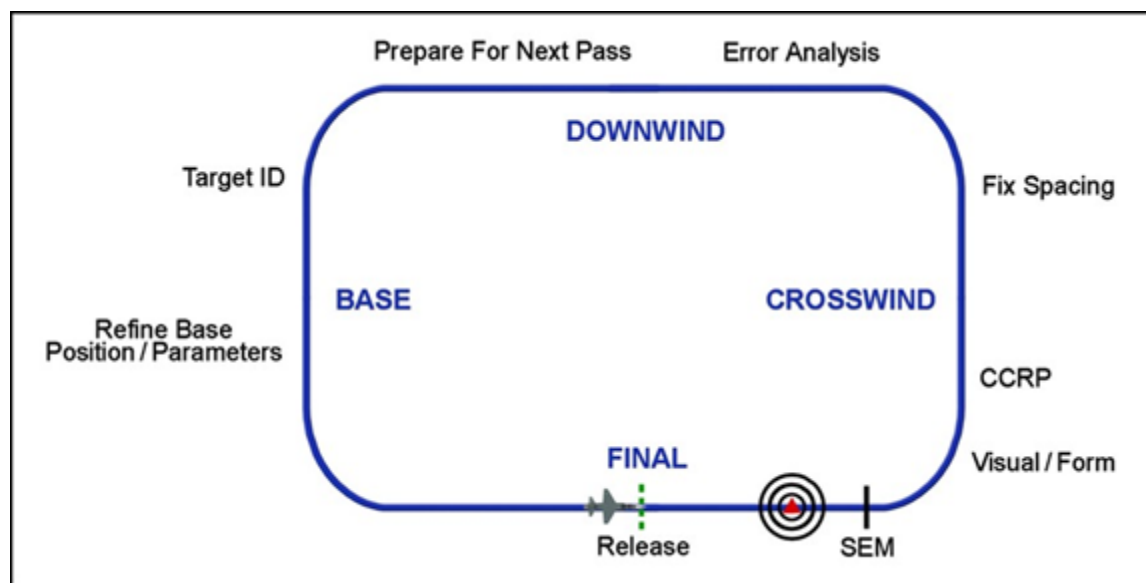 Prepare For Next Pass
Error Analysis
DOWNWIND
Target ID
Fix Spacing
BASE
CROSSWIND
Refine Base
Position / Parameters
CCRP
FINAL
Visual / Form
Release
SEM